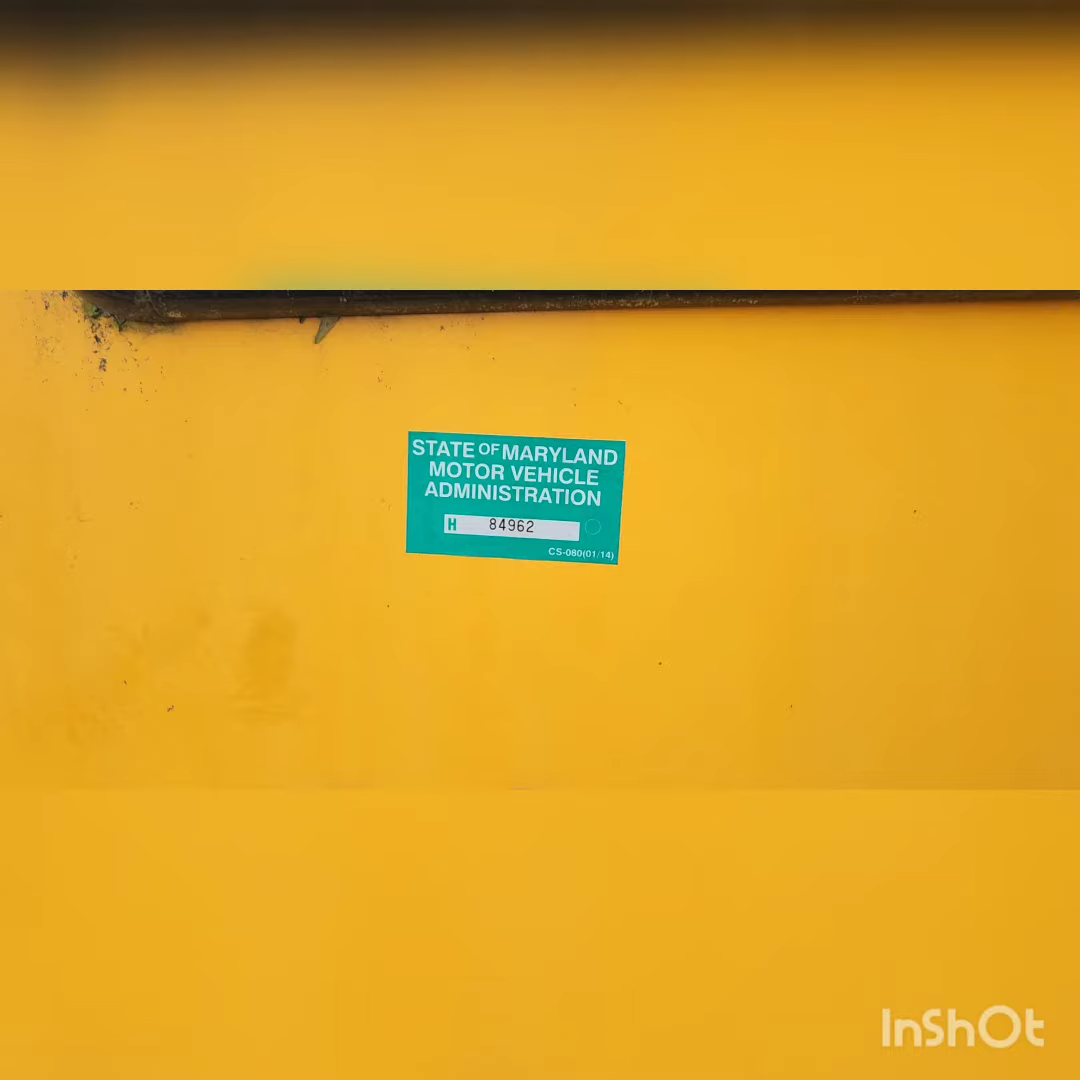 STATE OF MARYLAND
MOTOR VEHICLE
ADMINISTRATION
H 84962
CS-080(01/14)
InShOt